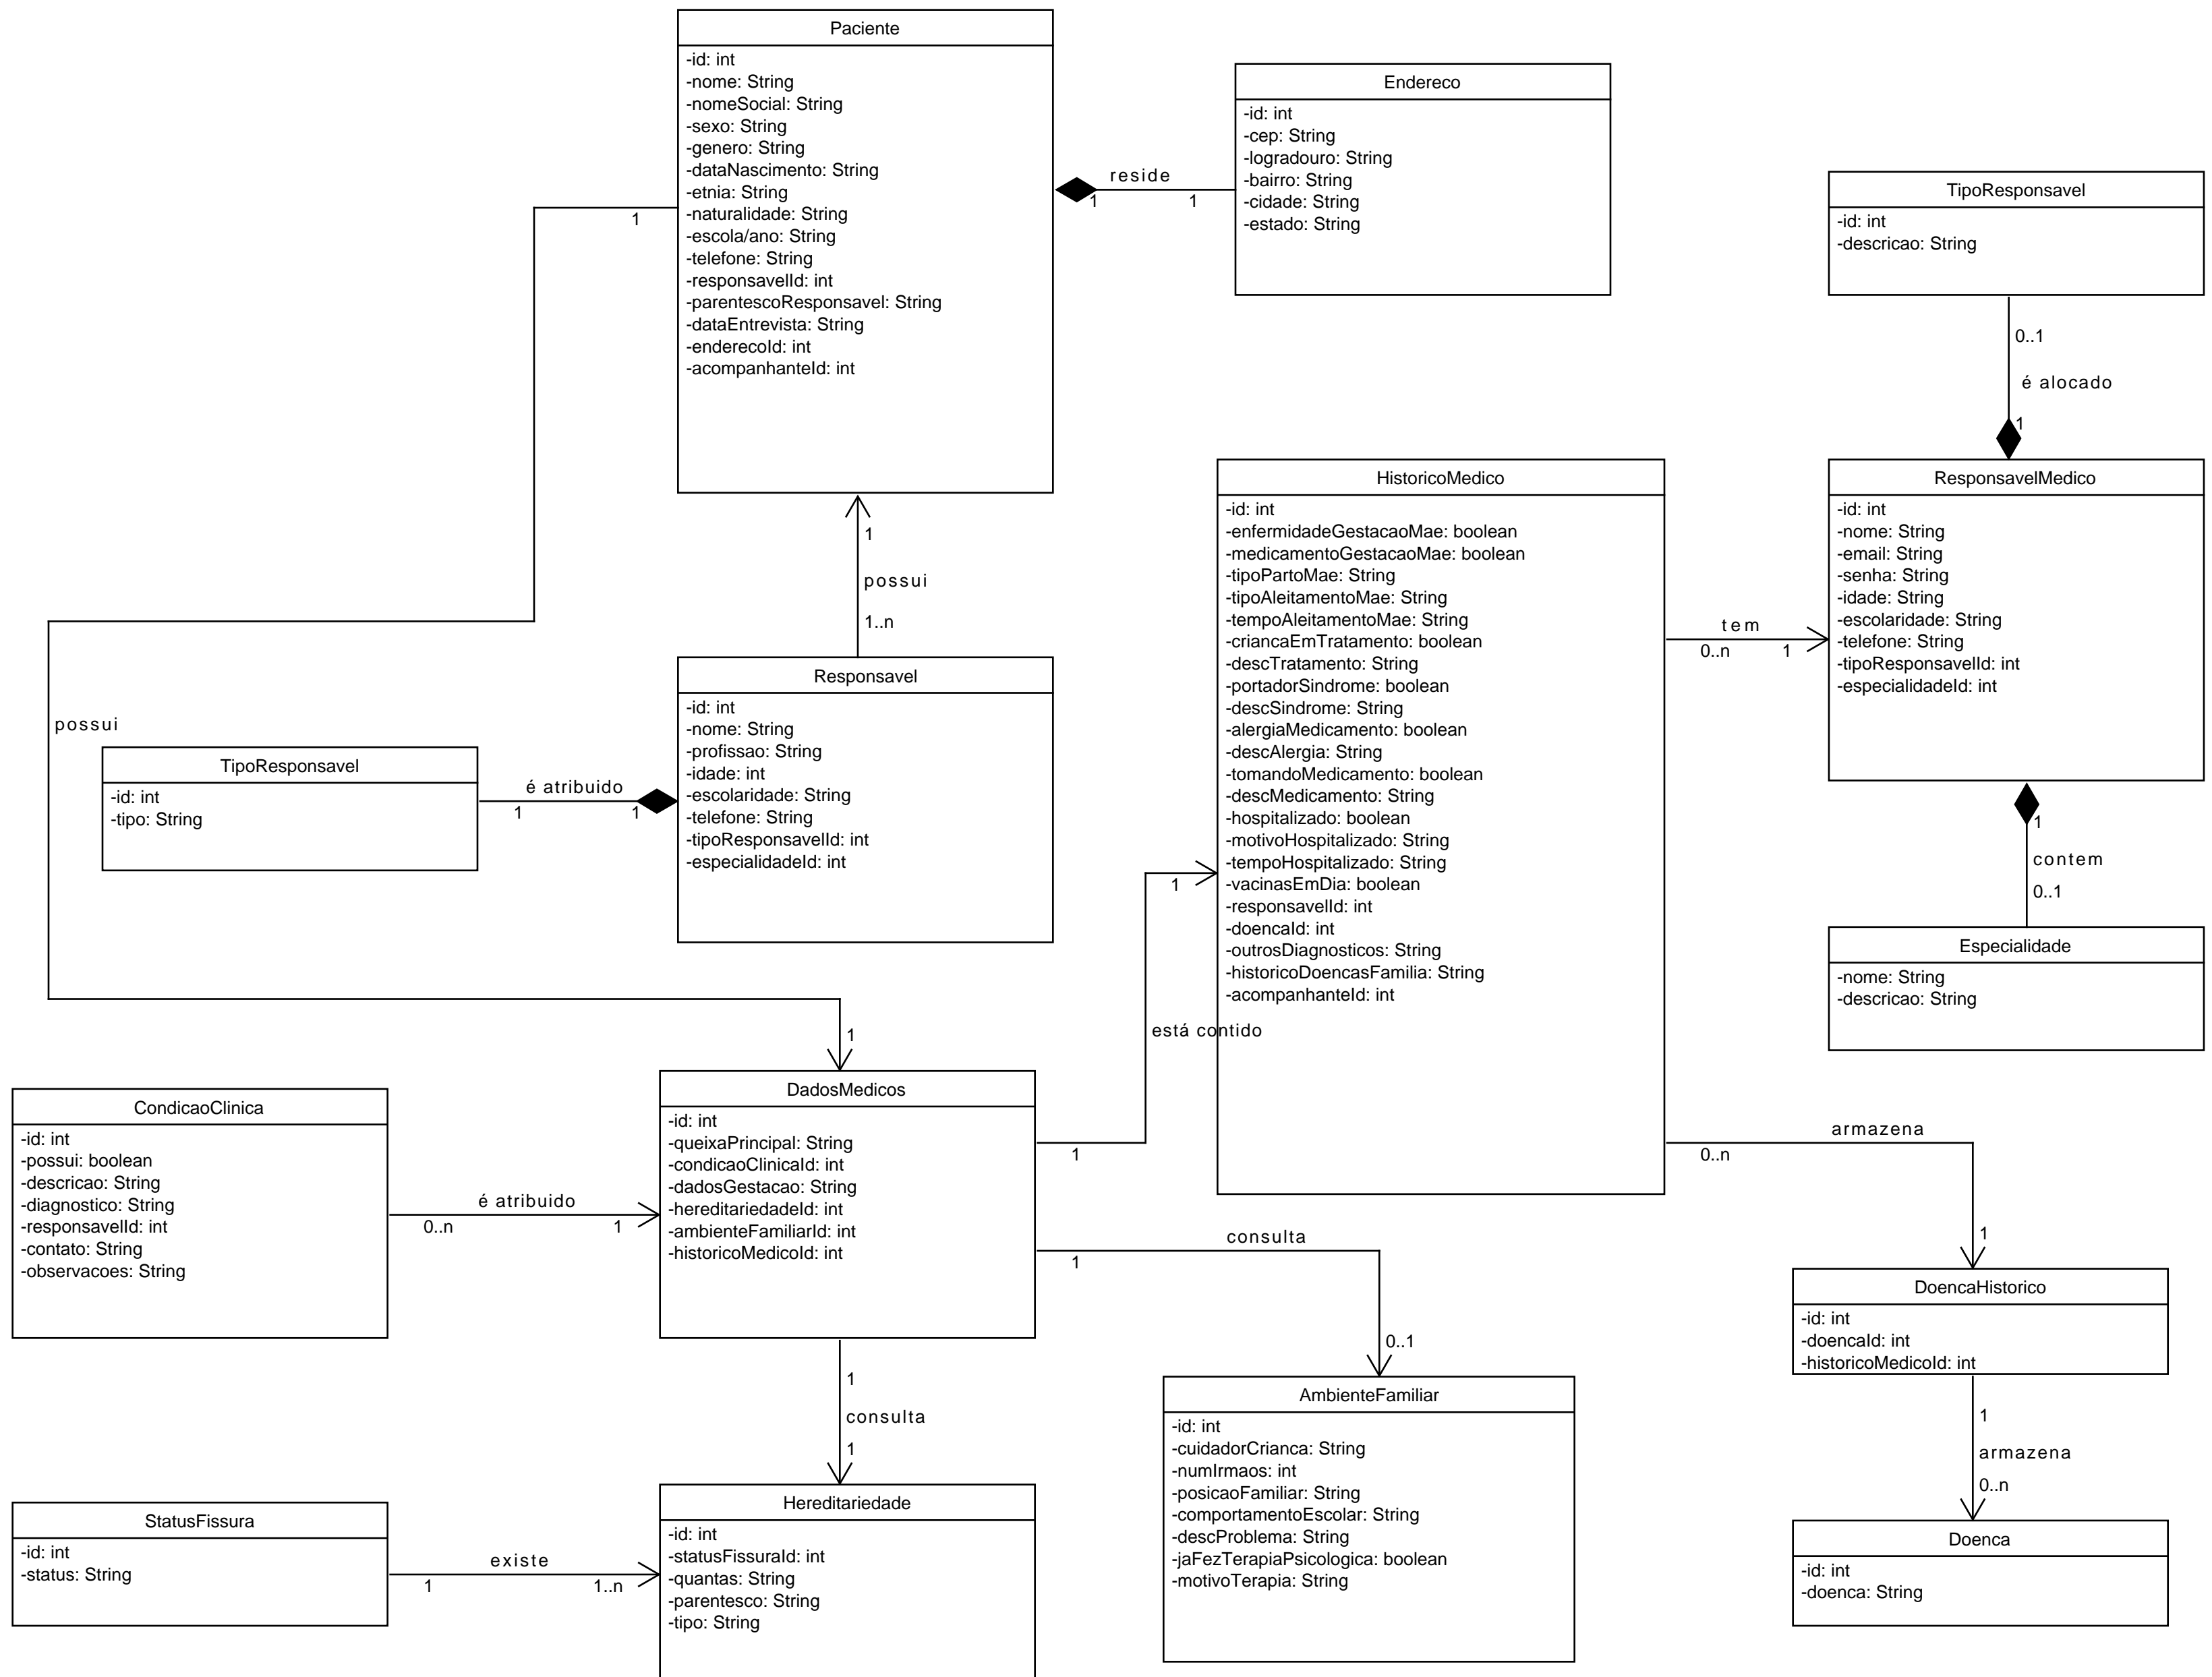 Paciente
-id: int
-nome: String
-nomeSocial: String
-sexo: String
-genero: String
-dataNascimento: String
-etnia: String
-naturalidade: String
-escola/ano: String
-telefone: String
-responsavelId: int
-parentescoResponsavel: String
-dataEntrevista: String
-enderecoId: int
-acompanhanteId: int
reside
1
1
Endereco
-id: int
-cep: String
-logradouro: String
-bairro: String
-cidade: String
-estado: String
TipoResponsavel
-id: int
-descricao: String
0..1
é alocado
1
1
possui
1
possui
1..n
Responsavel
-id: int
-nome: String
-profissao: String
-idade: int
-escolaridade: String
-telefone: String
-tipoResponsavelId: int
-especialidadeId: int
TipoResponsavel
-id: int
-tipo: String
é atribuido
1
1
HistoricoMedico
-id: int
-enfermidadeGestacaoMae: boolean
-medicamentoGestacaoMae: boolean
-tipoPartoMae: String
-tipoAleitamentoMae: String
-tempoAleitamentoMae: String
-criancaEmTratamento: boolean
-descTratamento: String
-portadorSindrome: boolean
-descSindrome: String
-alergiaMedicamento: boolean
-descAlergia: String
-tomandoMedicamento: boolean
-descMedicamento: String
-hospitalizado: boolean
-motivoHospitalizado: String
-tempoHospitalizado: String
-vacinasEmDia: boolean
-responsavelId: int
-doencaId: int
-outrosDiagnosticos: String
-historicoDoencasFamilia: String
-acompanhanteId: int
tem
0..n
1
ResponsavelMedico
-id: int
-nome: String
-email: String
-senha: String
-idade: String
-escolaridade: String
-telefone: String
-tipoResponsavelId: int
-especialidadeId: int
1
contem
0..1
Especialidade
-nome: String
-descricao: String
1
está contido
1
1
DadosMedicos
-id: int
-queixaPrincipal: String
-condicaoClinicaId: int
-dadosGestacao: String
-hereditariedadeId: int
-ambienteFamiliarId: int
-historicoMedicoId: int
CondicaoClinica
-id: int
-possui: boolean
-descricao: String
-diagnostico: String
-responsavelId: int
-contato: String
-observacoes: String
é atribuido
0..n
1
consulta
1
0..1
armazena
0..n
1
DoencaHistorico
-id: int
-doencaId: int
-historicoMedicoId: int
1
armazena
0..n
Doenca
-id: int
-doenca: String
AmbienteFamiliar
-id: int
-cuidadorCrianca: String
-numIrmaos: int
-posicaoFamiliar: String
-comportamentoEscolar: String
-descProblema: String
-jaFezTerapiaPsicologica: boolean
-motivoTerapia: String
1
consulta
1
Hereditariedade
-id: int
-statusFissuraId: int
-quantas: String
-parentesco: String
-tipo: String
StatusFissura
-id: int
-status: String
existe
1
1..n